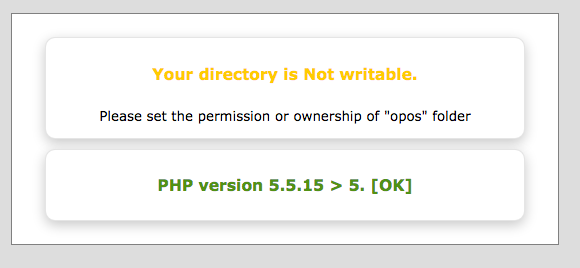 Your directory is Not writable.
Please set the permission or ownership of "opos" folder
PHP version 5.5.15 > 5. [OK]